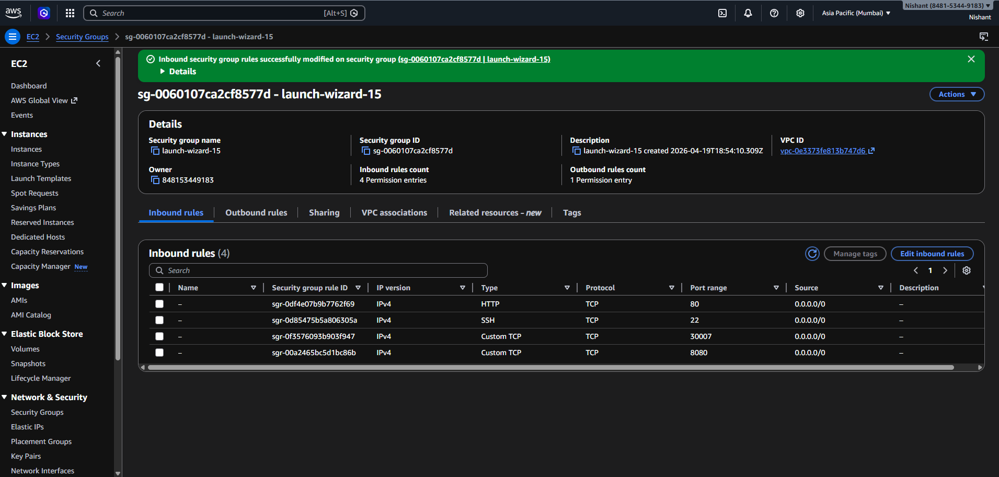 aws
Search [Alt+S]
Asia Pacific (Mumbai)
Nishant (8481-5344-9183)
Nishant
EC2 Security Groups sg-0060107ca2cf8577d - launch-wizard-15
EC2
Dashboard
AWS Global View
Events
Instances
Instances
Instance Types
Launch Templates
Spot Requests
Savings Plans
Reserved Instances
Dedicated Hosts
Capacity Reservations
Capacity Manager New
Images
AMIs
AMI Catalog
Elastic Block Store
Volumes
Snapshots
Lifecycle Manager
Network & Security
Security Groups
Elastic IPs
Placement Groups
Key Pairs
Network Interfaces
Inbound security group rules successfully modified on security group (sg-0060107ca2cf8577d | launch-wizard-15)
Details
sg-0060107ca2cf8577d - launch-wizard-15
Actions
Details
Security group name Security group ID Description VPC ID
launch-wizard-15 sg-0060107ca2cf8577d launch-wizard-15 created 2026-04-19T18:54:10.309Z vpc-0e3373fe813b747d6
Owner Inbound rules count Outbound rules count
848153449183 4 Permission entries 1 Permission entry
Inbound rules Outbound rules Sharing VPC associations Related resources - new Tags
Inbound rules (4) Manage tags Edit inbound rules
Search 1
Name Security group rule ID IP version Type Protocol Port range Source Description
– sgr-0df4e07b9b7762f69 IPv4 HTTP TCP 80 0.0.0.0/0 –
– sgr-0d85475b5a806305a IPv4 SSH TCP 22 0.0.0.0/0 –
– sgr-0f3576093b903f947 IPv4 Custom TCP TCP 30007 0.0.0.0/0 –
– sgr-00a2465bc5d1bc86b IPv4 Custom TCP TCP 8080 0.0.0.0/0 –